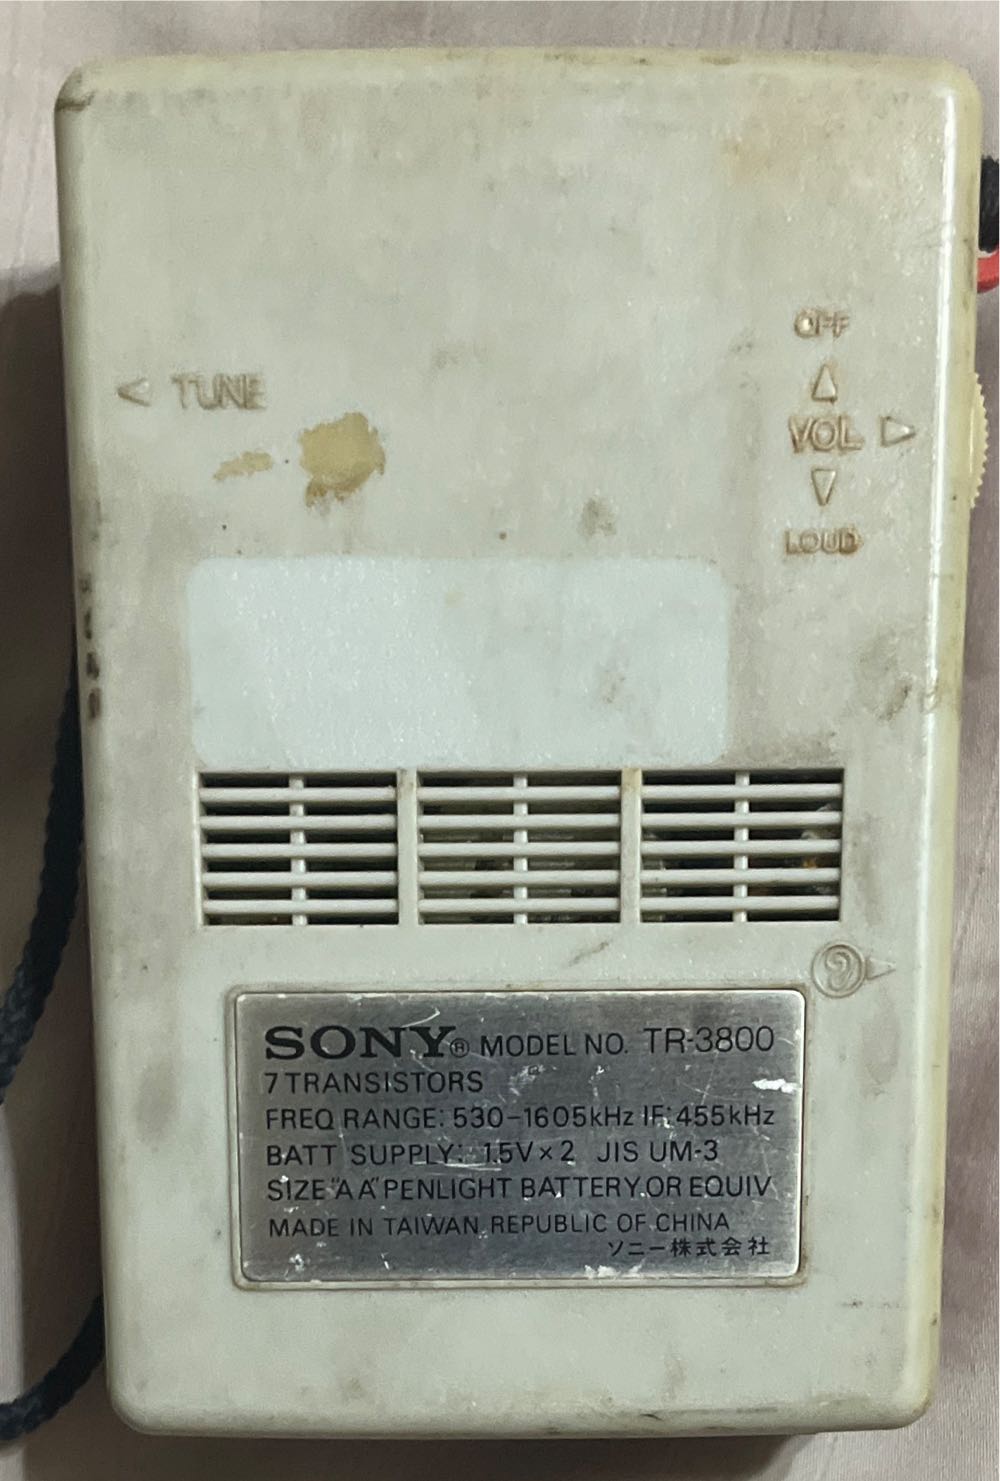 OFF
TUNE
VOL
LOUD
SONY® MODEL NO. TR-3800
7 TRANSISTORS
FREQ RANGE: 530-1605kHz IF: 455kHz
BATT SUPPLY: 1.5V×2 JIS UM-3
SIZE "AA" PENLIGHT BATTERY OR EQUIV
MADE IN TAIWAN REPUBLIC OF CHINA
ソニー株式会社